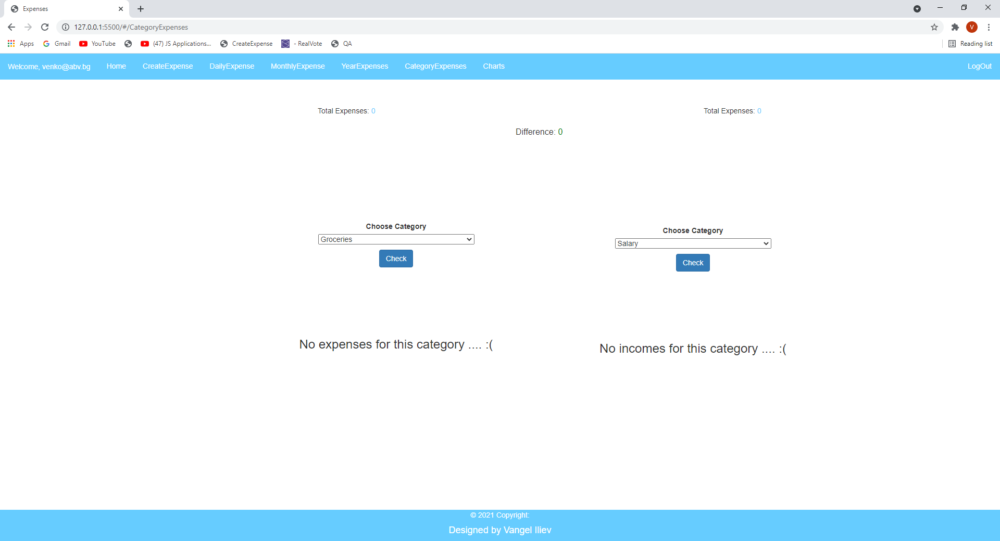 Expenses
127.0.0.1:5500/#/CategoryExpenses
V
Apps Gmail YouTube (47) JS Applications... CreateExpense - RealVote QA Reading list
Welcome, venko@abv.bg Home CreateExpense DailyExpense MonthlyExpense YearExpenses CategoryExpenses Charts LogOut
Total Expenses: 0 Total Expenses: 0
Difference: 0
Choose Category
Groceries
Check
Choose Category
Salary
Check
No expenses for this category .... :(
No incomes for this category .... :(
© 2021 Copyright:
Designed by Vangel Iliev